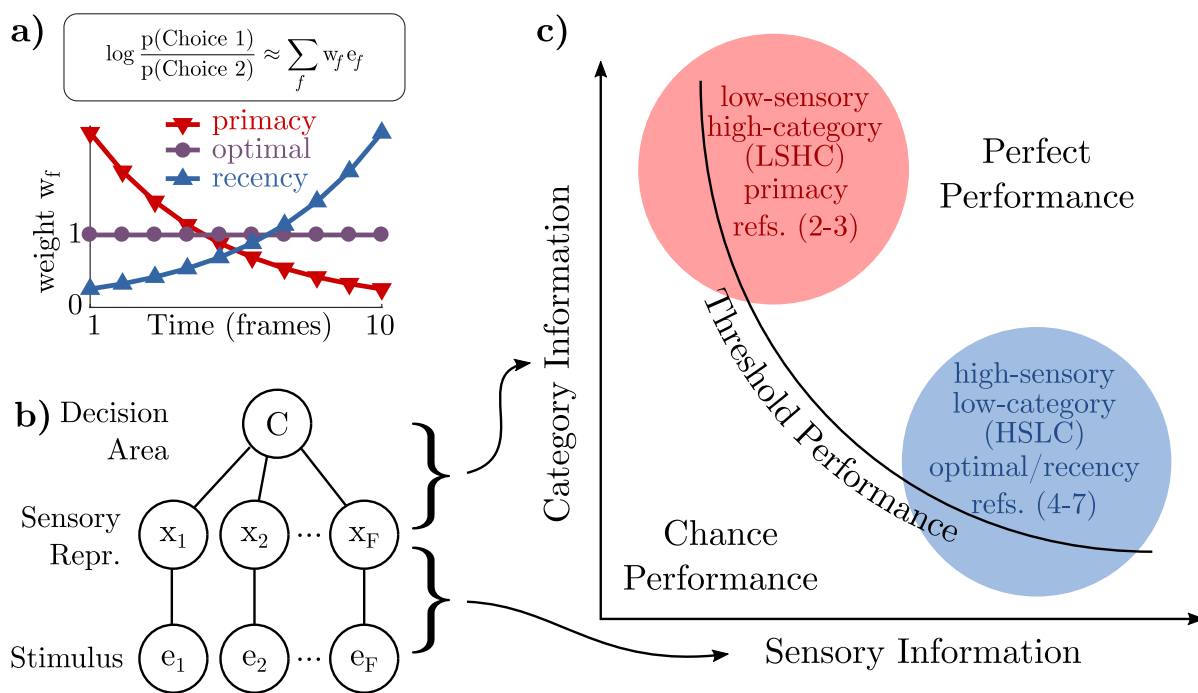 a)
log p(Choice 1) / p(Choice 2) ≈ ∑_f w_f e_f
primacy
optimal
recency
weight w_f
1
0
1
Time (frames)
10
b)
Decision
Area
C
Sensory
Repr.
x_1
x_2
...
x_F
Stimulus
e_1
e_2
...
e_F
c)
Category Information
low-sensory
high-category
(LSHC)
primacy
refs. (2-3)
Perfect
Performance
Threshold Performance
high-sensory
low-category
(HSLC)
optimal/recency
refs. (4-7)
Chance
Performance
Sensory Information